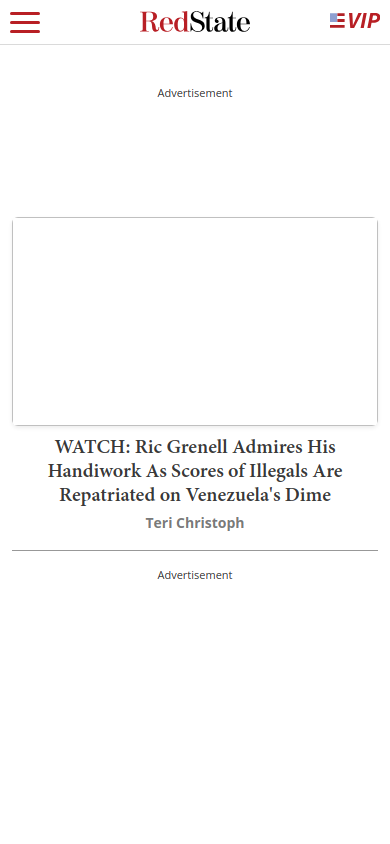 RedState
VIP
Advertisement
WATCH: Ric Grenell Admires His
Handiwork As Scores of Illegals Are
Repatriated on Venezuela's Dime
Teri Christoph
Advertisement